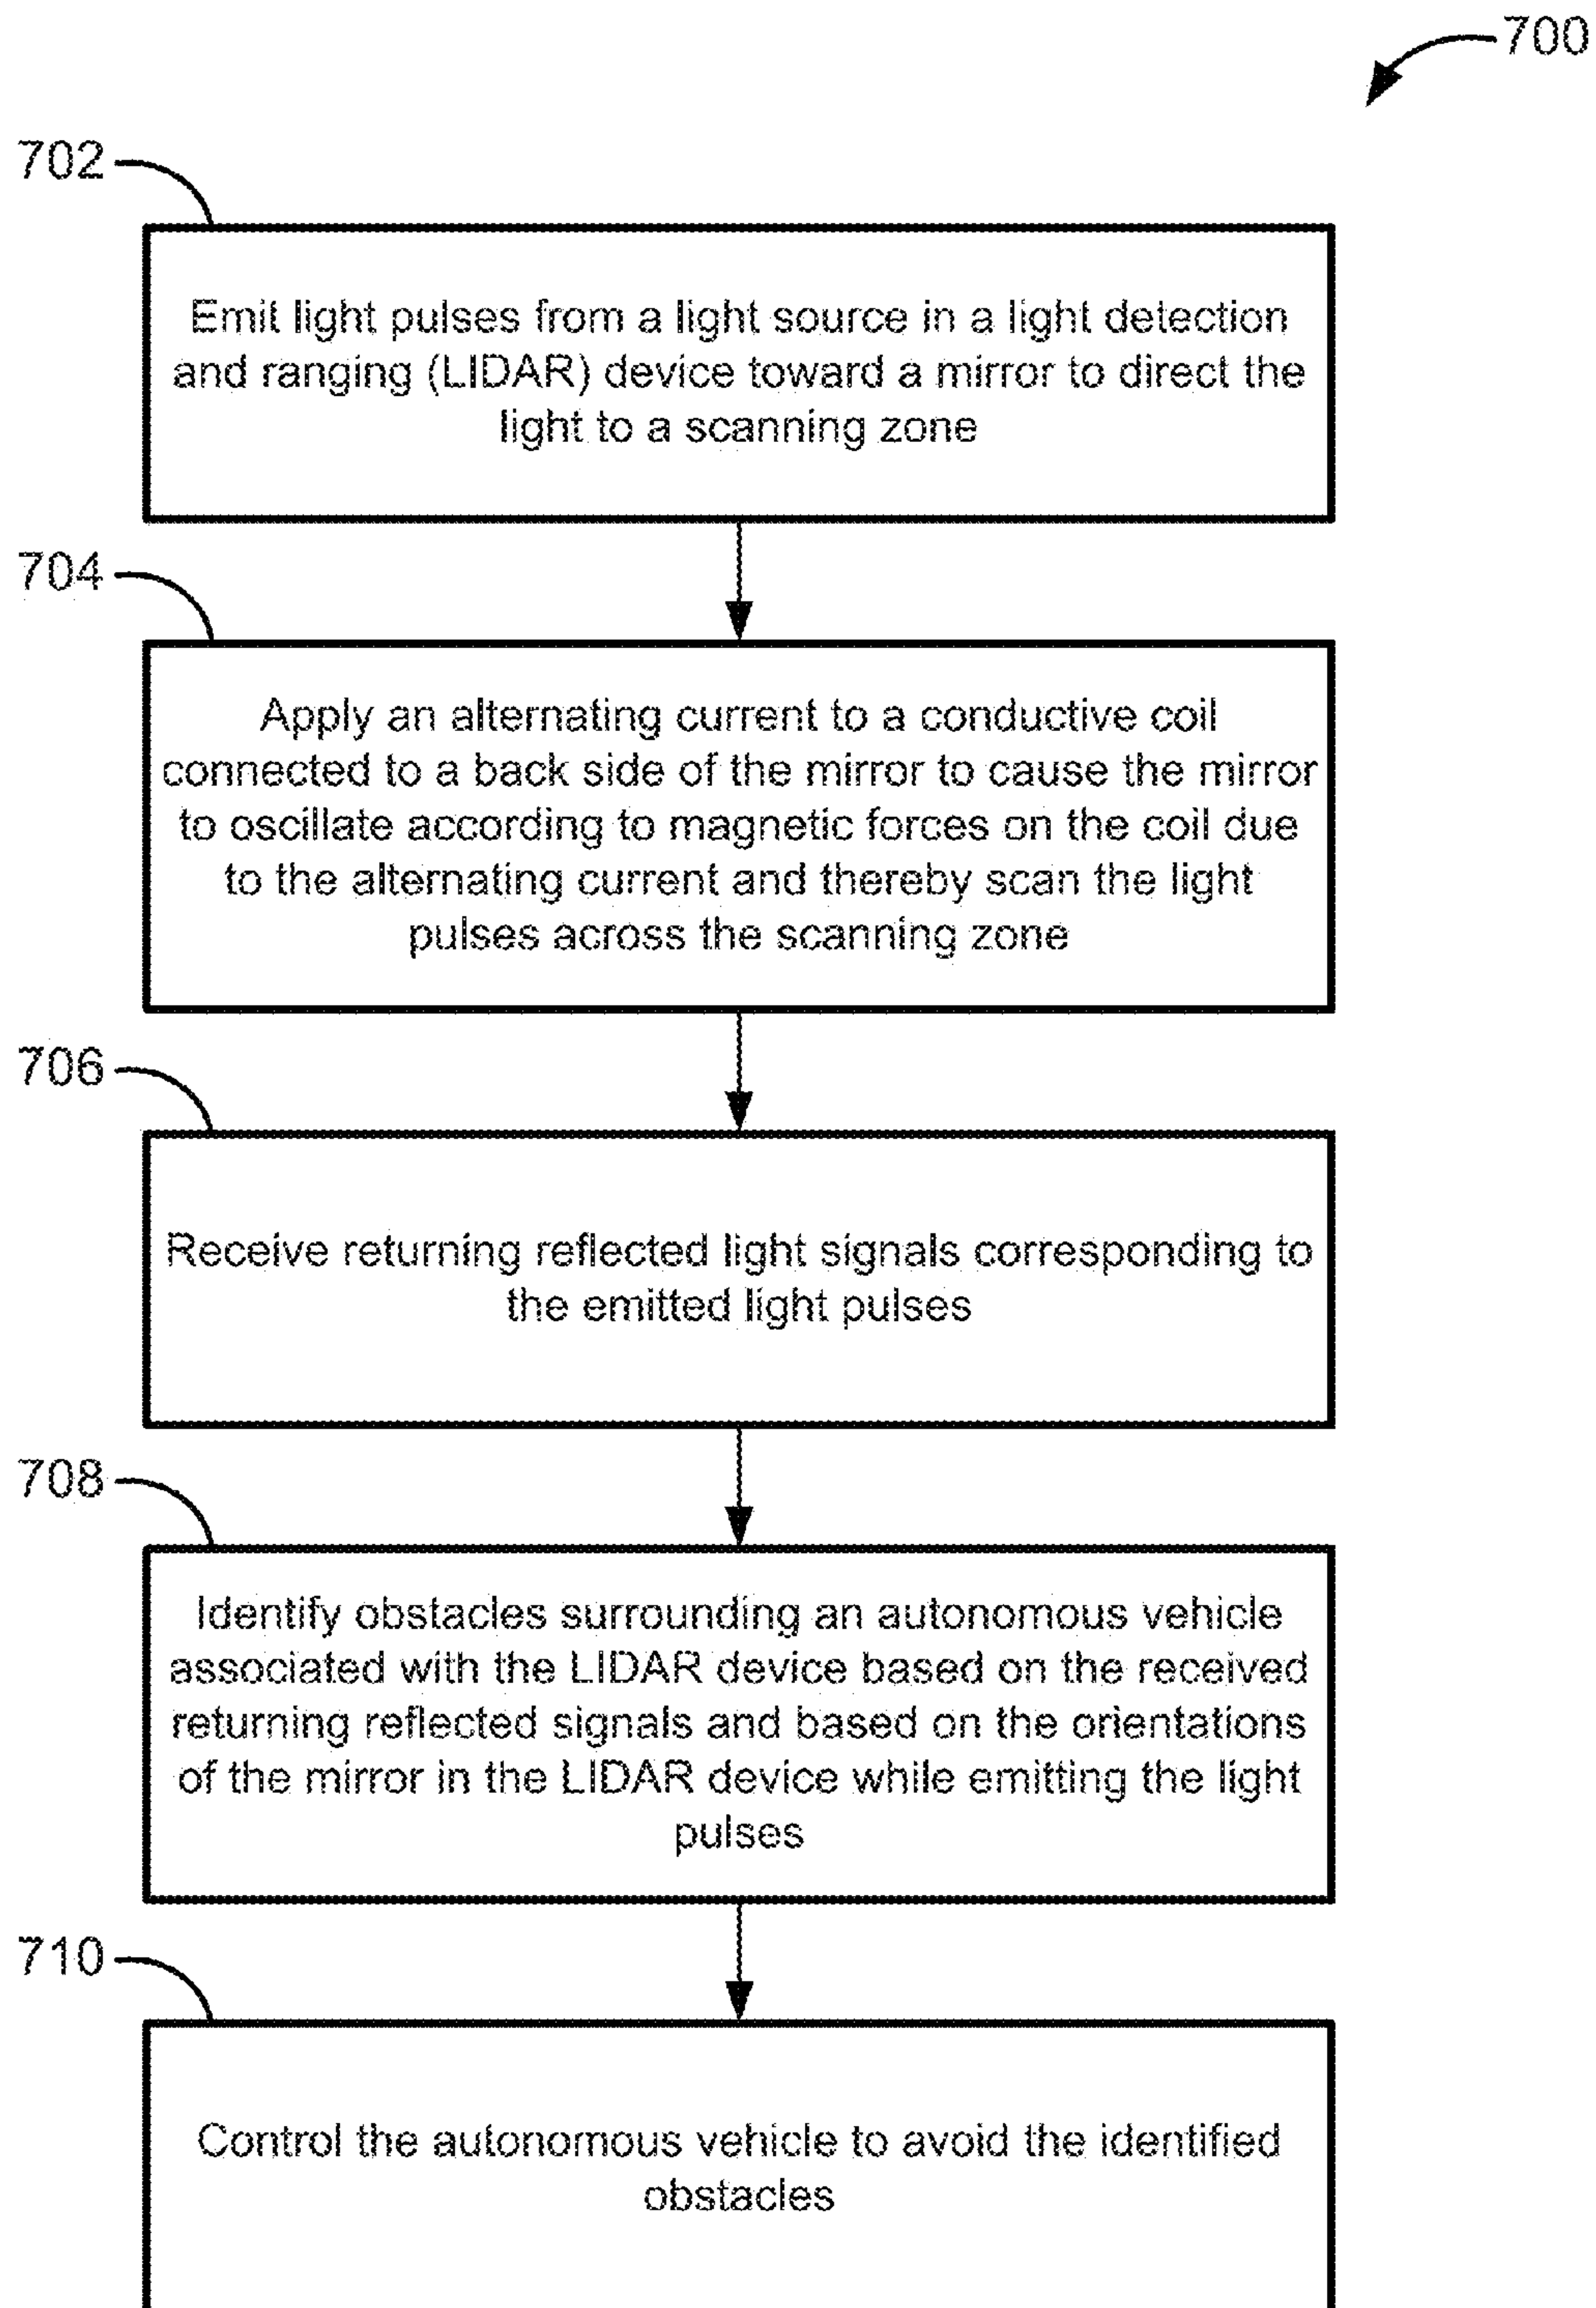 700
702
Emit light pulses from a light source in a light detection
and ranging (LIDAR) device toward a mirror to direct the
light to a scanning zone
704
Apply an alternating current to a conductive coil
connected to a back side of the mirror to cause the mirror
to oscillate according to magnetic forces on the coil due
to the alternating current and thereby scan the light
pulses across the scanning zone
706
Receive returning reflected light signals corresponding to
the emitted light pulses
708
Identify obstacles surrounding an autonomous vehicle
associated with the LIDAR device based on the received
returning reflected signals and based on the orientations
of the mirror in the LIDAR device while emitting the light
pulses
710
Control the autonomous vehicle to avoid the identified
obstacles